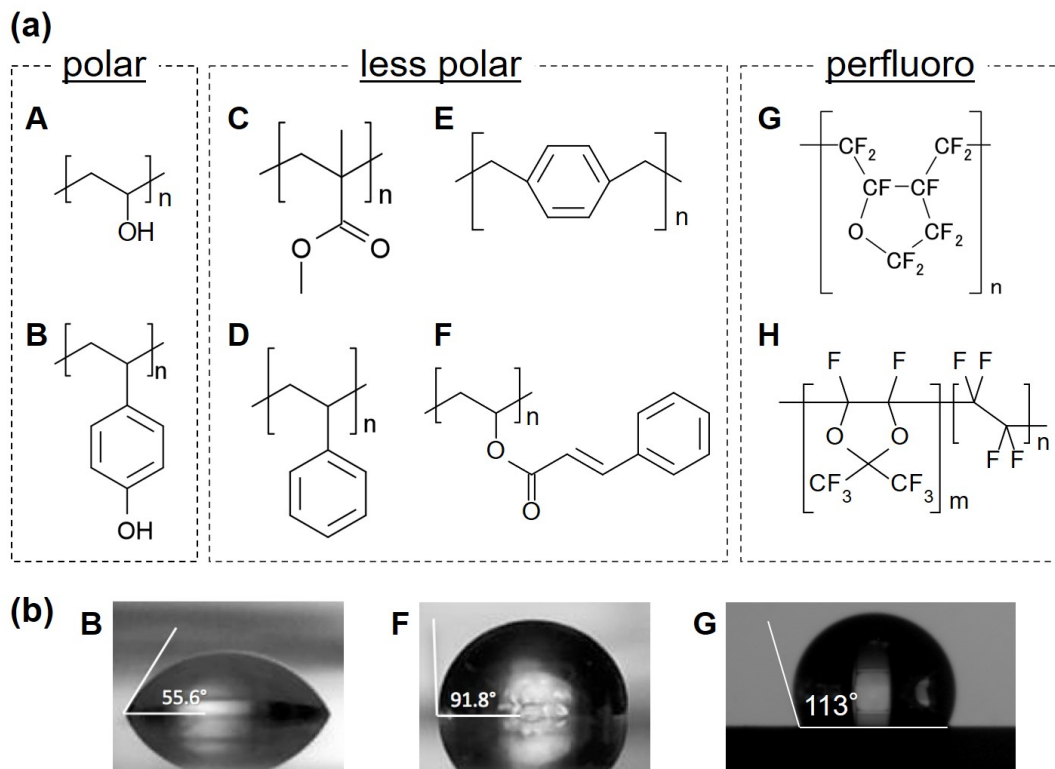 (a)
polar
less polar
perfluoro
A
n
OH
C
n
O
O
E
n
G
CF2
CF2
CF
CF
O
CF2
CF2
CF2
n
B
n
OH
D
n
F
n
O
O
H
F
F
F
F
O
O
F
F
n
CF3
CF3
m
(b)
B
55.6°
F
91.8°
G
113°